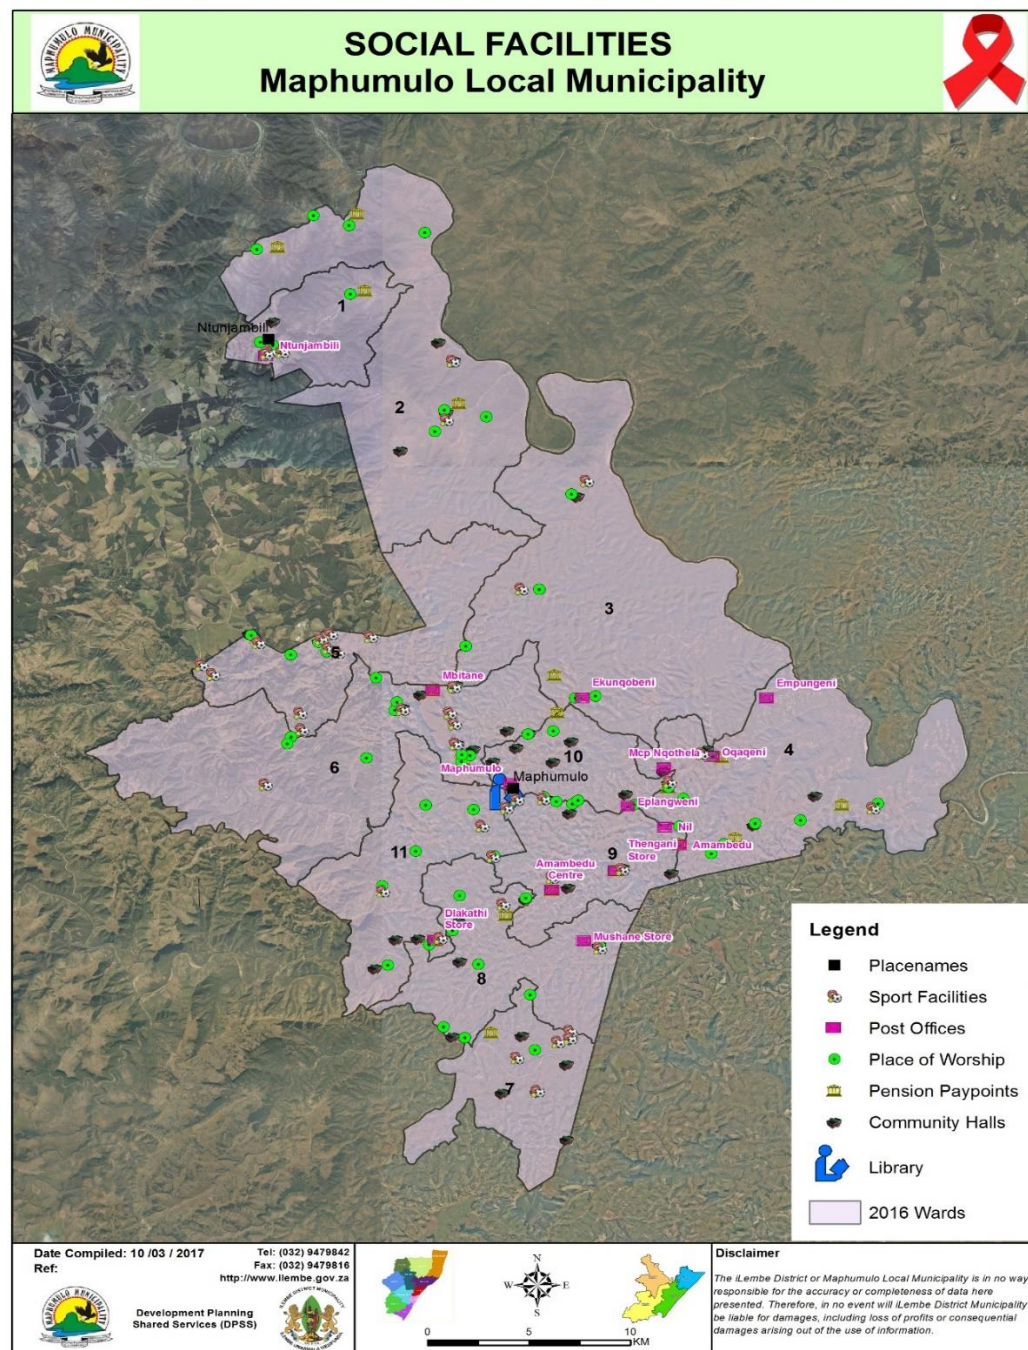 MAPHUMULO MUNICIPALITY
SOCIAL FACILITIES
Maphumulo Local Municipality
1
Ntunjambili
Ntunjambili
2
3
5
Mbitane
Ekunqobeni
Empungeni
4
6
10
Mcp Nqothela
Oqaqeni
Maphumulo
Maphumulo
Eplangweni
Nil
11
9
Thengani
Store
Amambedu
Amambedu
Centre
Dlakathi
Store
Mushane Store
8
7
Legend
Placenames
Sport Facilities
Post Offices
Place of Worship
Pension Paypoints
Community Halls
Library
2016 Wards
Date Compiled: 10 /03 / 2017
Ref:
Tel: (032) 9479842
Fax: (032) 9479816
http://www.ilembe.gov.za
MAPHUMULO MUNICIPALITY
Development Planning
Shared Services (DPSS)
N
W
E
S
0
5
10
KM
Disclaimer
The iLembe District or Maphumulo Local Municipality is in no way
responsible for the accuracy or completeness of data here
presented. Therefore, in no event will iLembe District Municipality
be liable for damages, including loss of profits or consequential
damages arising out of the use of information.